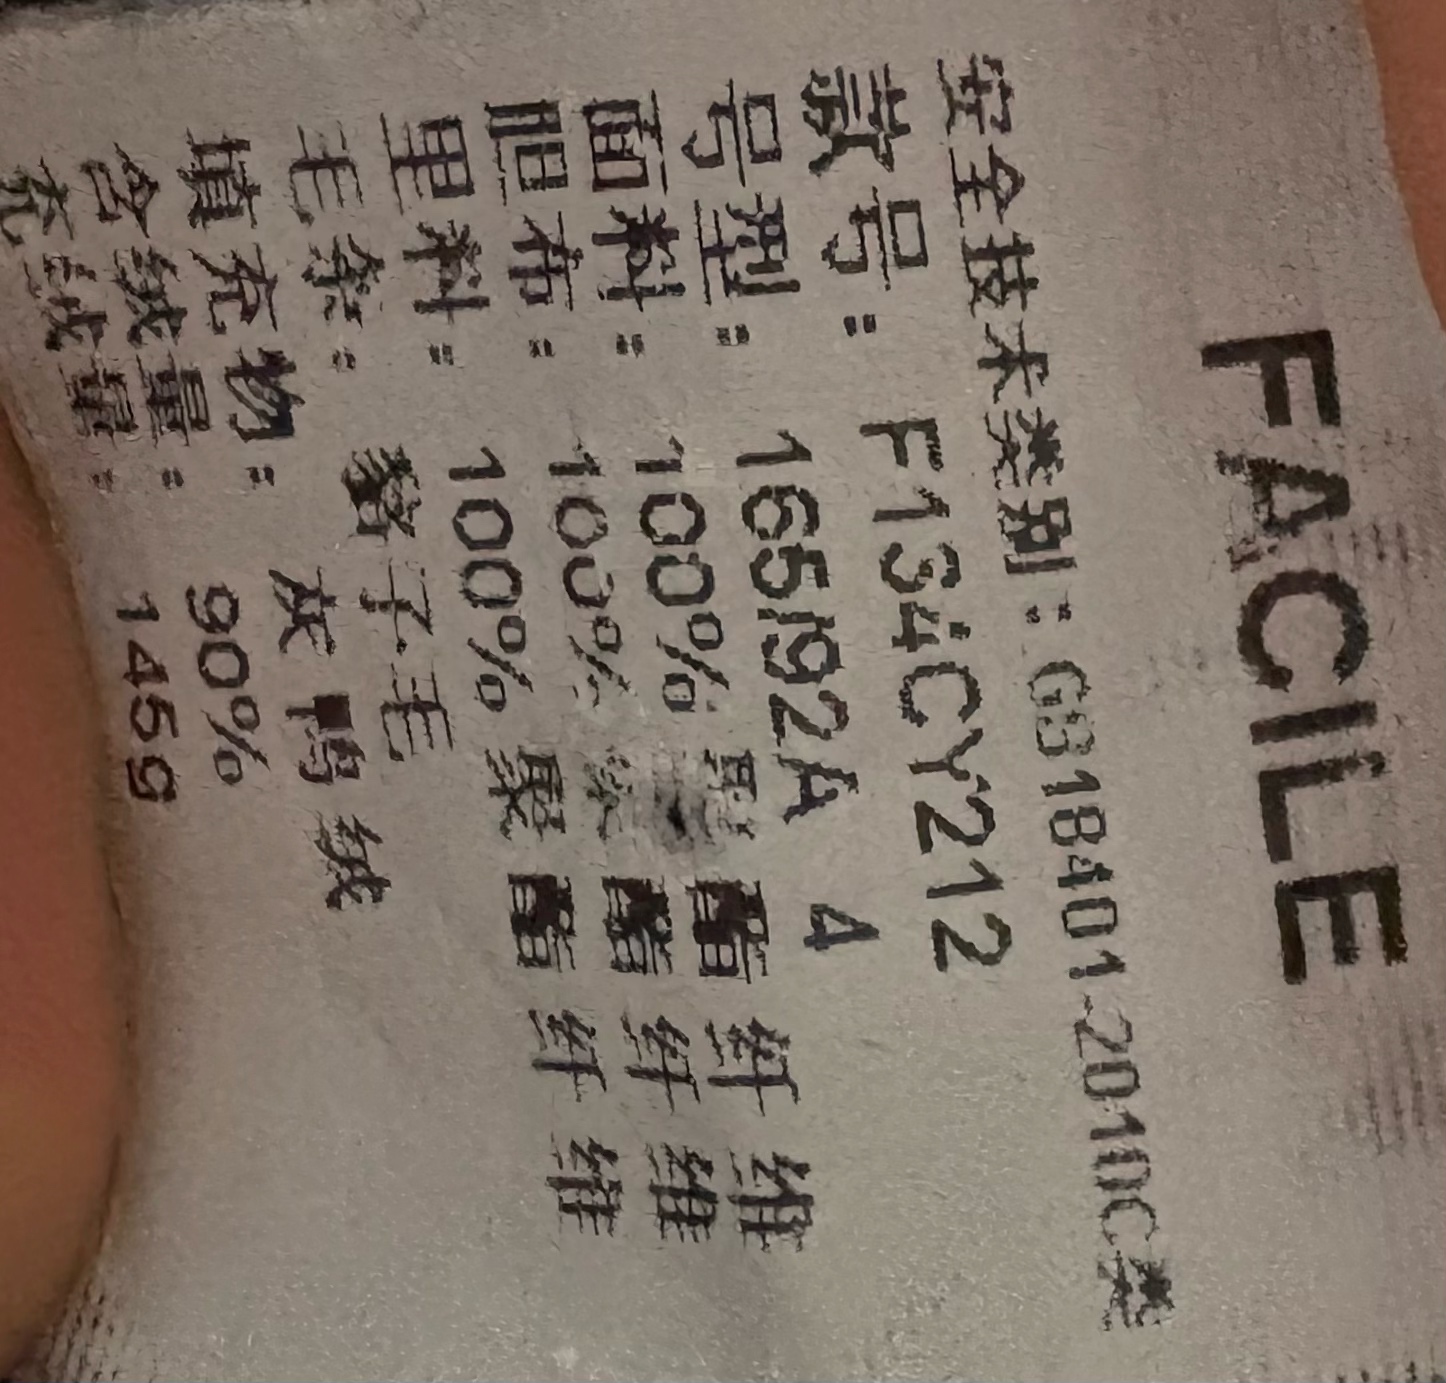 FACILE
安全技术类别:GB18401-2010C类
款号: F134CY212
号型: 165/92A 4
面料: 100% 聚酯纤维
胆布: 100% 聚酯纤维
里料: 100% 聚酯纤维
毛条: 貉子毛
填充物: 灰鸭绒
含绒量: 90%
充绒量: 145g